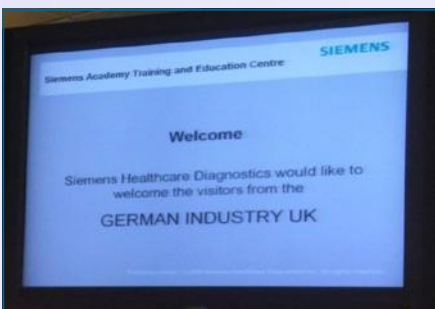 SIEMENS
Siemens Academy Training and Education Centre
Welcome
Siemens Healthcare Diagnostics would like to
welcome the visitors from the
GERMAN INDUSTRY UK